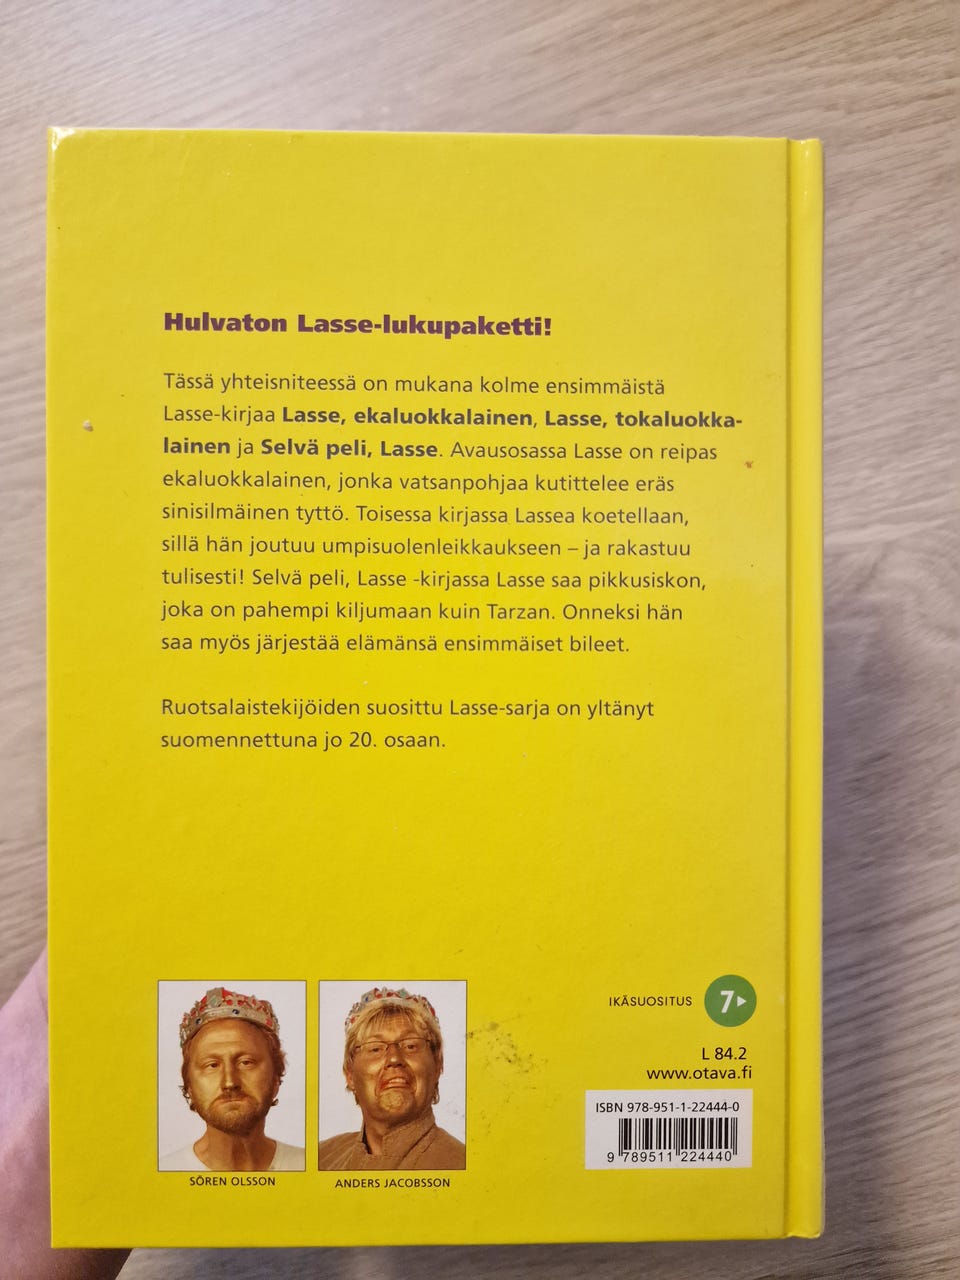 Hulvaton Lasse-lukupaketti!
Tässä yhteisniteessä on mukana kolme ensimmäistä
Lasse-kirjaa Lasse, ekaluokkalainen, Lasse, tokaluokka-
lainen ja Selvä peli, Lasse. Avausosassa Lasse on reipas
ekaluokkalainen, jonka vatsanpohjaa kutittelee eräs
sinisilmäinen tyttö. Toisessa kirjassa Lassea koetellaan,
sillä hän joutuu umpisuolenleikkaukseen – ja rakastuu
tulisesti! Selvä peli, Lasse -kirjassa Lasse saa pikkusiskon,
joka on pahempi kiljumaan kuin Tarzan. Onneksi hän
saa myös järjestää elämänsä ensimmäiset bileet.
Ruotsalaistekijöiden suosittu Lasse-sarja on yltänyt
suomennettuna jo 20. osaan.
SÖREN OLSSON
ANDERS JACOBSSON
IKÄSUOSITUS 7
L 84.2
www.otava.fi
ISBN 978-951-1-22444-0
9 789511 224440